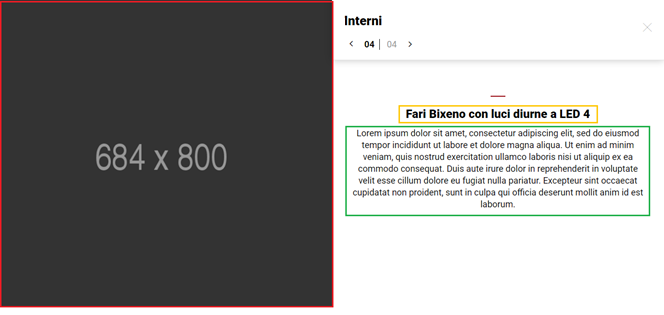 684 x 800
Interni
04 | 04
Fari Bixeno con luci diurne a LED 4
Lorem ipsum dolor sit amet, consectetur adipiscing elit, sed do eiusmod
tempor incididunt ut labore et dolore magna aliqua. Ut enim ad minim
veniam, quis nostrud exercitation ullamco laboris nisi ut aliquip ex ea
commodo consequat. Duis aute irure dolor in reprehenderit in voluptate
velit esse cillum dolore eu fugiat nulla pariatur. Excepteur sint occaecat
cupidatat non proident, sunt in culpa qui officia deserunt mollit anim id est
laborum.